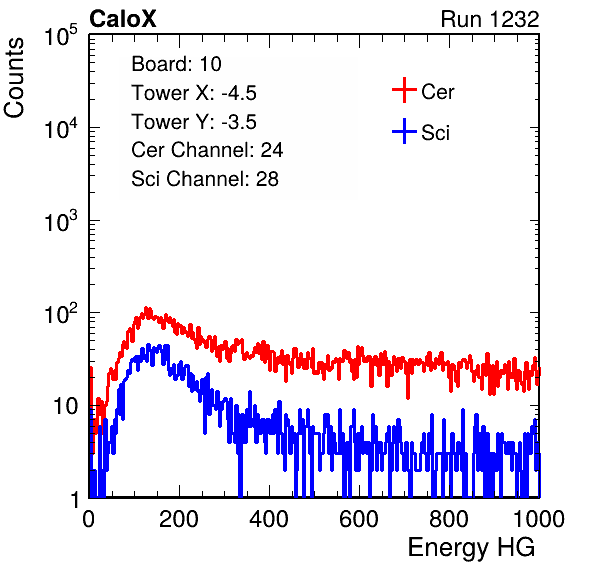 CaloX Run 1232
Counts
10^5
10^4
10^3
10^2
10
1
Board: 10
Tower X: -4.5
Tower Y: -3.5
Cer Channel: 24
Sci Channel: 28
Cer
Sci
0 200 400 600 800 1000
Energy HG